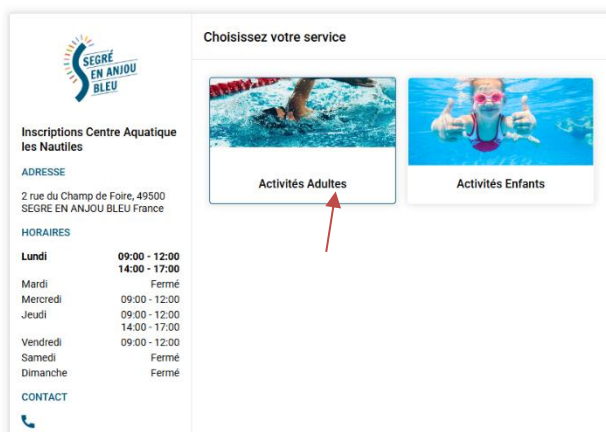 SEGRÉ
EN ANJOU
BLEU
Inscriptions Centre Aquatique
les Nautiles
ADRESSE
2 rue du Champ de Foire, 49500
SEGRE EN ANJOU BLEU France
HORAIRES
Lundi 09:00 - 12:00
14:00 - 17:00
Mardi Fermé
Mercredi 09:00 - 12:00
Jeudi 09:00 - 12:00
14:00 - 17:00
Vendredi 09:00 - 12:00
Samedi Fermé
Dimanche Fermé
CONTACT
Choisissez votre service
Activités Adultes
Activités Enfants